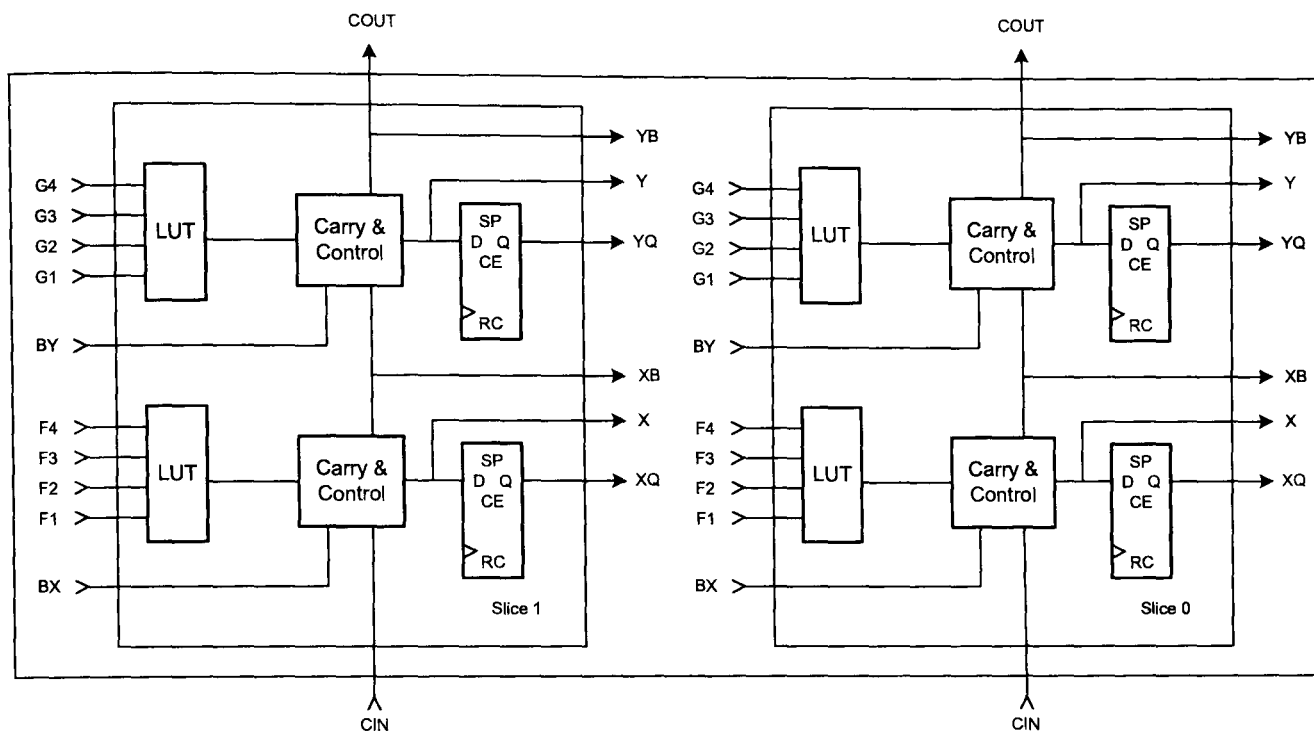 COUT
YB
Y
G4
G3
G2
G1
LUT
Carry &
Control
SP
D Q
CE
RC
YQ
BY
XB
X
F4
F3
F2
F1
LUT
Carry &
Control
SP
D Q
CE
RC
XQ
BX
Slice 1
CIN
COUT
YB
Y
G4
G3
G2
G1
LUT
Carry &
Control
SP
D Q
CE
RC
YQ
BY
XB
X
F4
F3
F2
F1
LUT
Carry &
Control
SP
D Q
CE
RC
XQ
BX
Slice 0
CIN